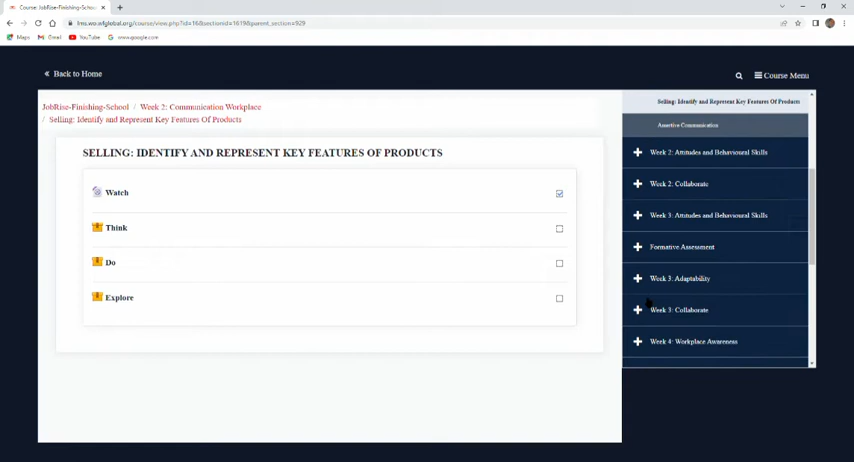 Course: JobRise-Finishing-School
lms.wo.wfglobal.org/course/view.php?id=16&sectionid=1619&parent_section=929
Maps Gmail YouTube www.google.com
« Back to Home
Course Menu
JobRise-Finishing-School / Week 2: Communication Workplace
/ Selling: Identify and Represent Key Features Of Products
SELLING: IDENTIFY AND REPRESENT KEY FEATURES OF PRODUCTS
Watch
Think
Do
Explore
Selling: Identify and Represent Key Features Of Products
Assertive Communication
Week 2: Attitudes and Behavioural Skills
Week 2: Collaborate
Week 3: Attitudes and Behavioural Skills
Formative Assessment
Week 3: Adaptability
Week 3: Collaborate
Week 4: Workplace Awareness